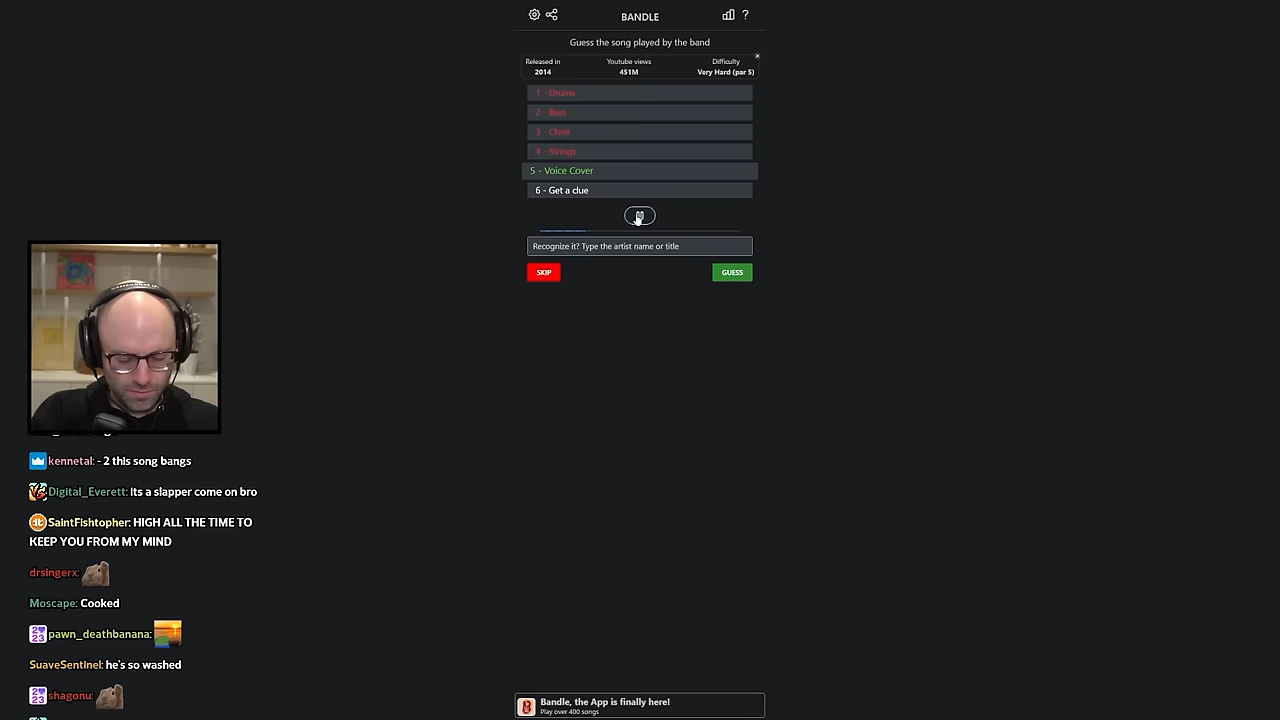 BANDLE
?
Guess the song played by the band
Released in
2014
Youtube views
451M
Difficulty
Very Hard (par 5)
1 - Drums
2 - Bass
3 - Choir
4 - Strings
5 - Voice Cover
6 - Get a clue
Recognize it? Type the artist name or title
SKIP
GUESS
kennetal: - 2 this song bangs
Digital_Everett: its a slapper come on bro
SaintFishtopher: HIGH ALL THE TIME TO
KEEP YOU FROM MY MIND
drsingerx:
Moscape: Cooked
pawn_deathbanana:
SuaveSentinel: he's so washed
shagonu:
Bandle, the App is finally here!
Play over 400 songs